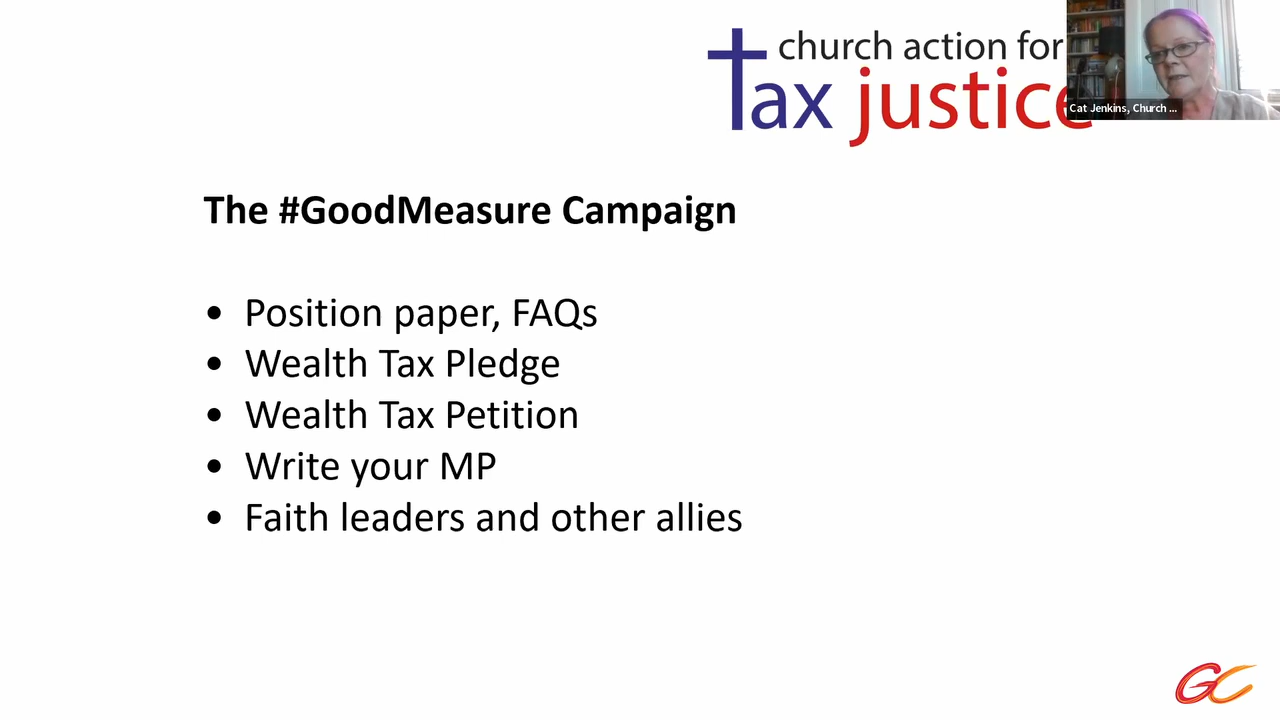 church action for
tax justice
Cat Jenkins, Church ...
The #GoodMeasure Campaign
• Position paper, FAQs
• Wealth Tax Pledge
• Wealth Tax Petition
• Write your MP
• Faith leaders and other allies
GC